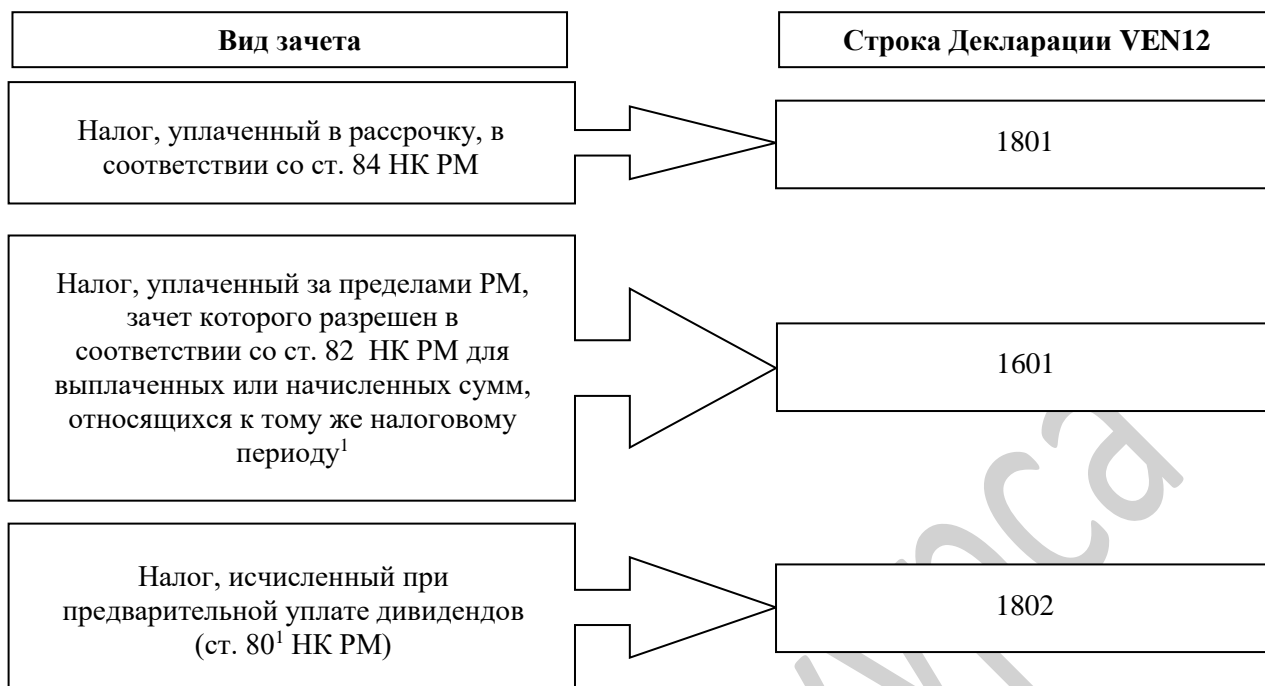 Вид зачета
Строка Декларации VEN12
Налог, уплаченный в рассрочку, в
соответствии со ст. 84 НК РМ
1801
Налог, уплаченный за пределами РМ,
зачет которого разрешен в
соответствии со ст. 82 НК РМ для
выплаченных или начисленных сумм,
относящихся к тому же налоговому
периоду¹
1601
Налог, исчисленный при
предварительной уплате дивидендов
(ст. 80¹ НК РМ)
1802